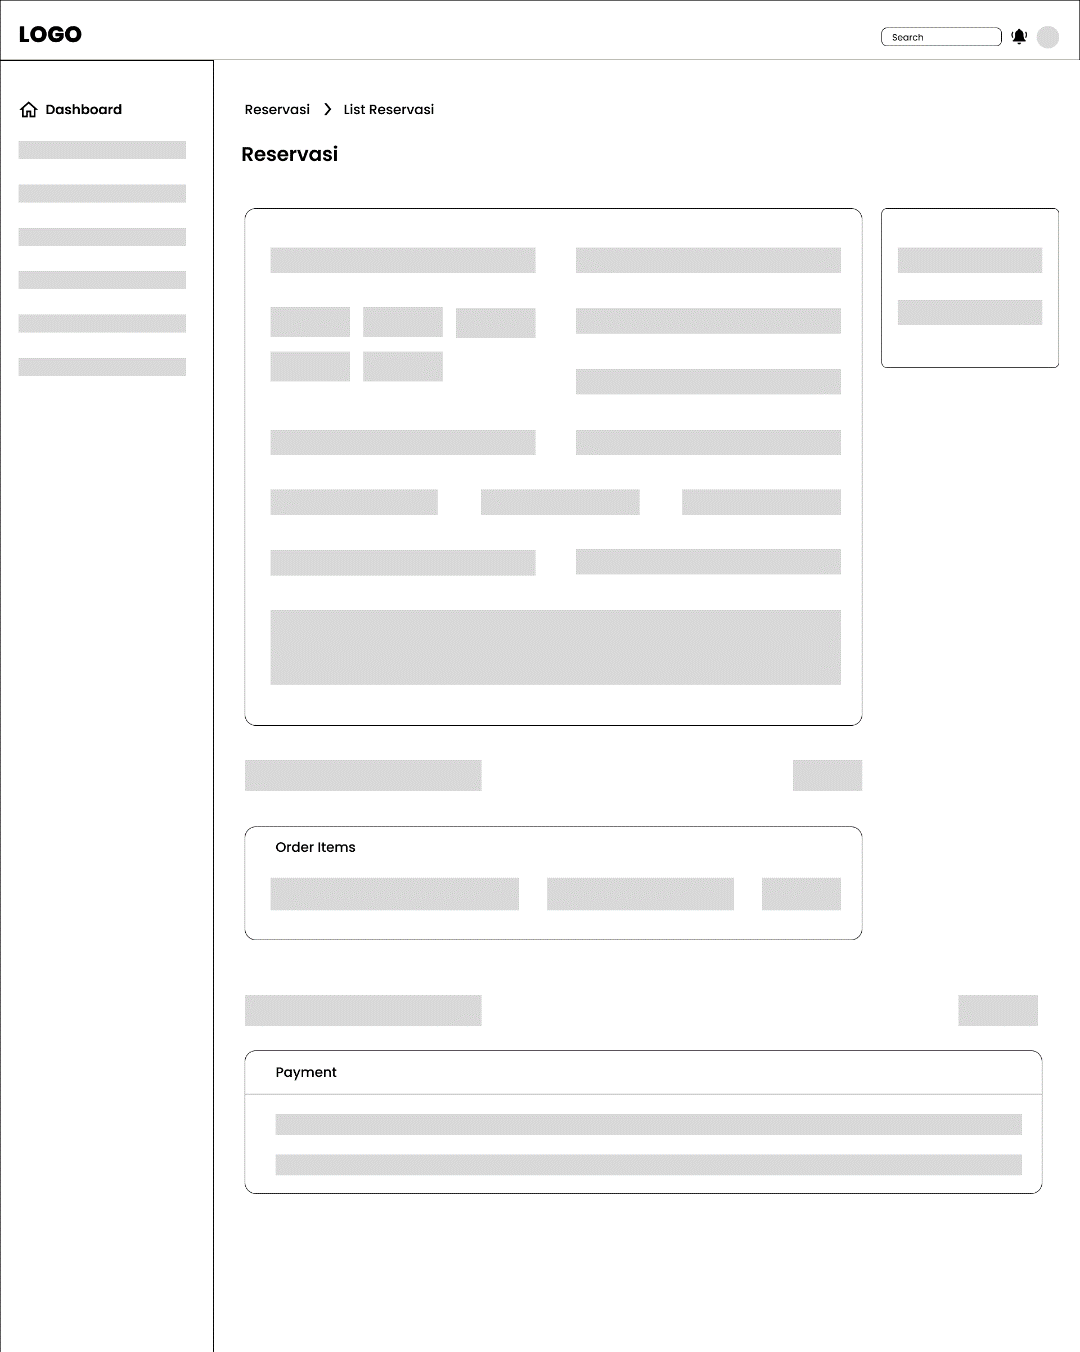 LOGO
Search
Dashboard
Reservasi > List Reservasi
Reservasi
Order Items
Payment